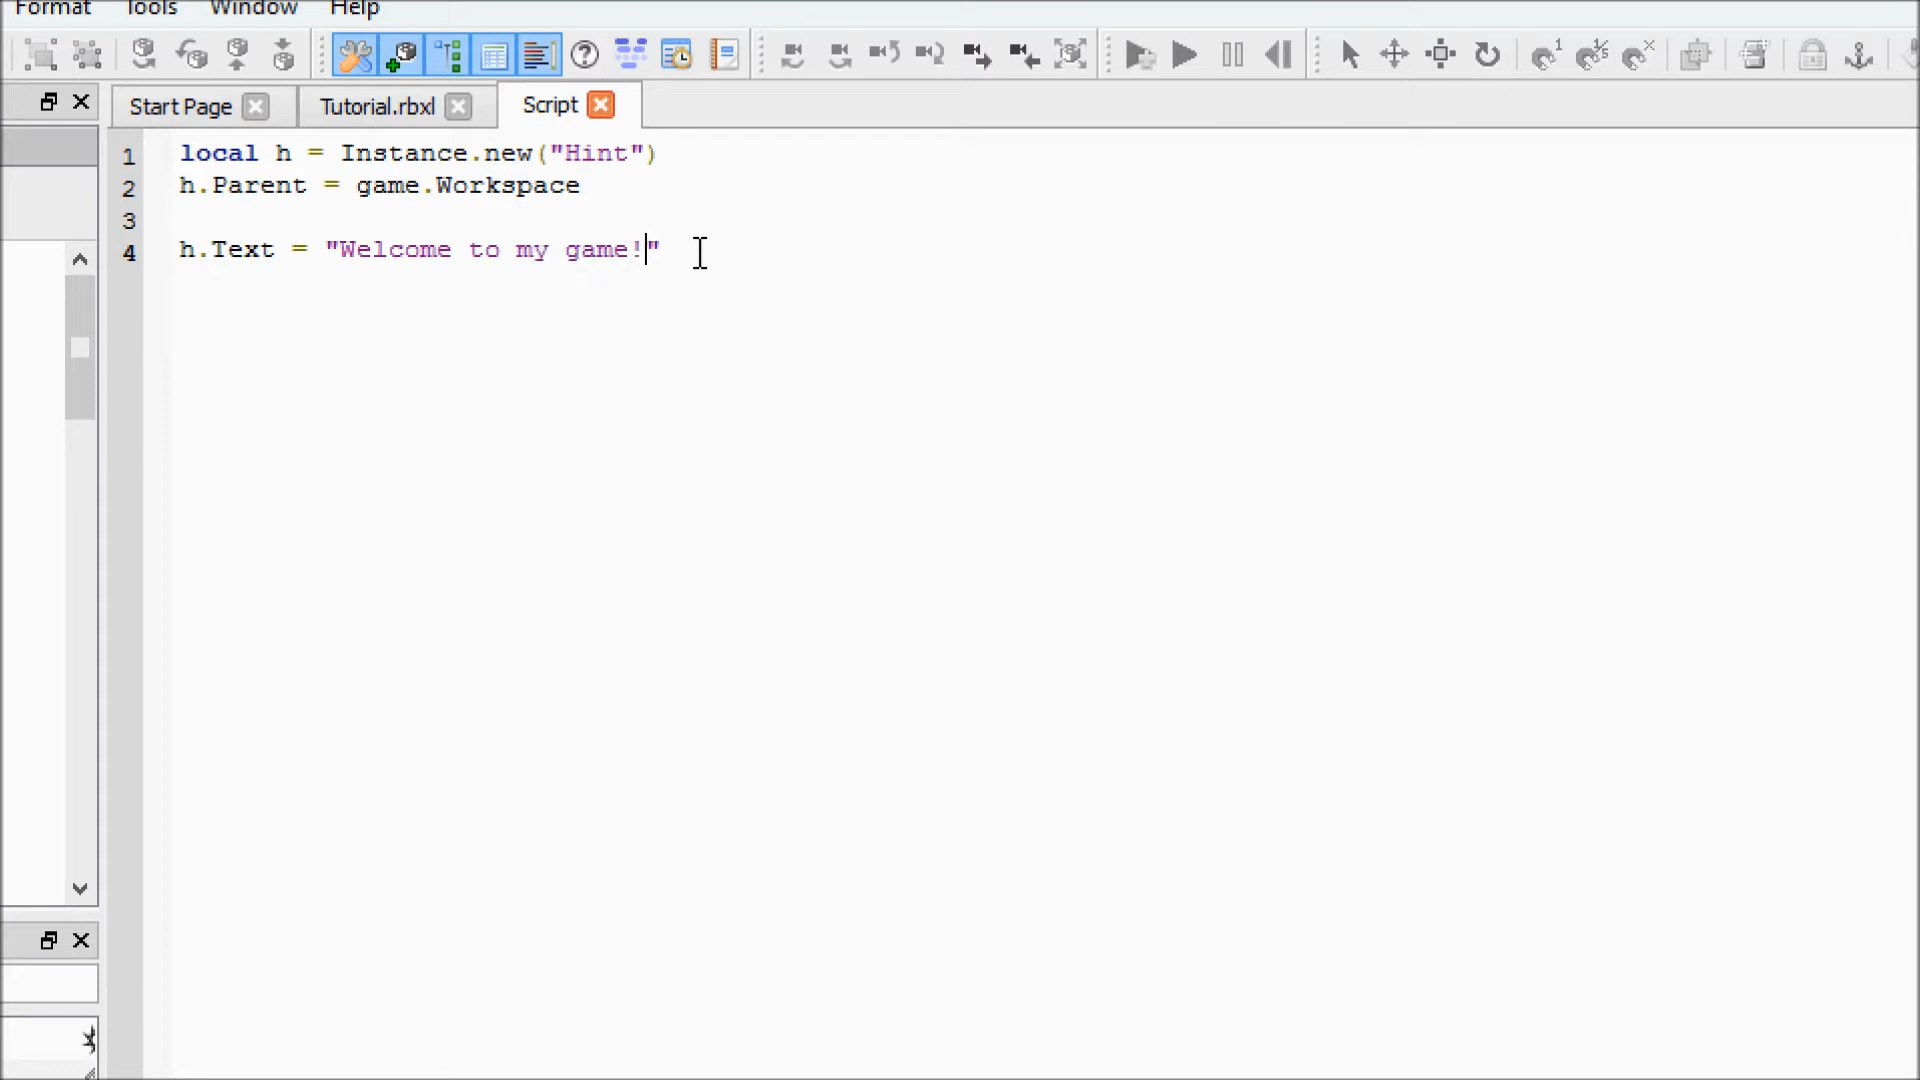 Format Tools Window Help
Start Page Tutorial.rbxl Script
1 local h = Instance.new("Hint")
2 h.Parent = game.Workspace
3
4 h.Text = "Welcome to my game!"